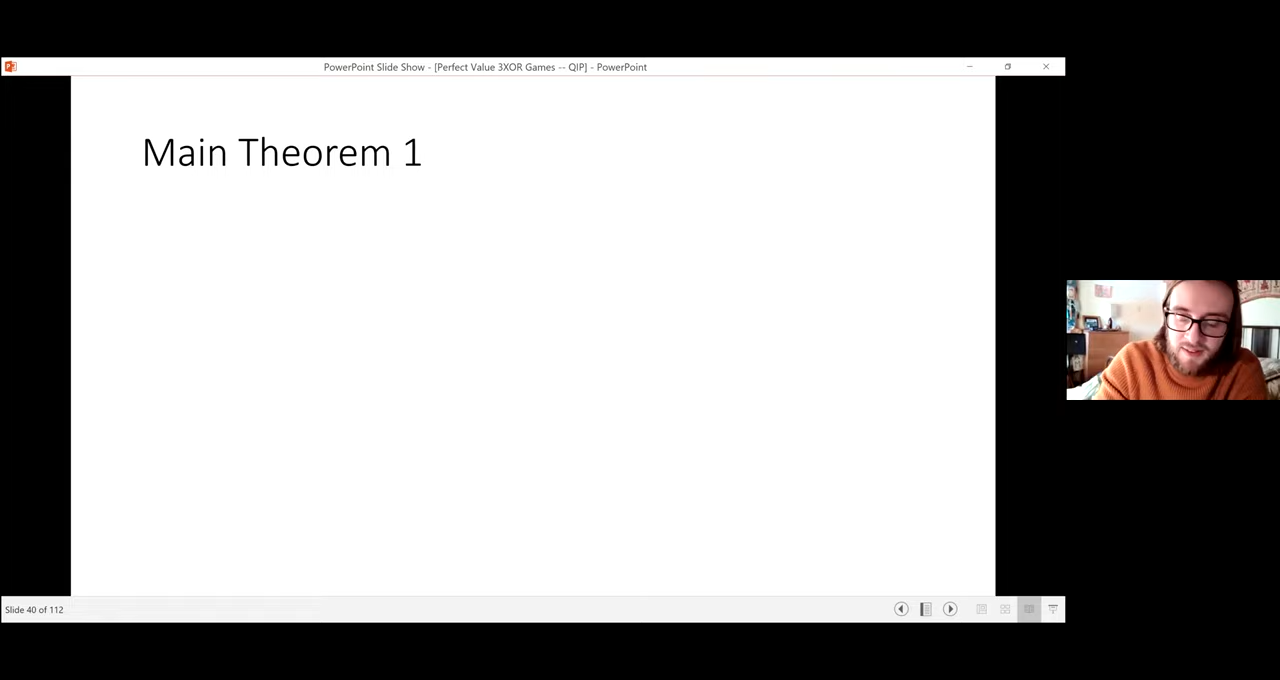 PowerPoint Slide Show - [Perfect Value 3XOR Games -- QIP] - PowerPoint
Main Theorem 1
Slide 40 of 112